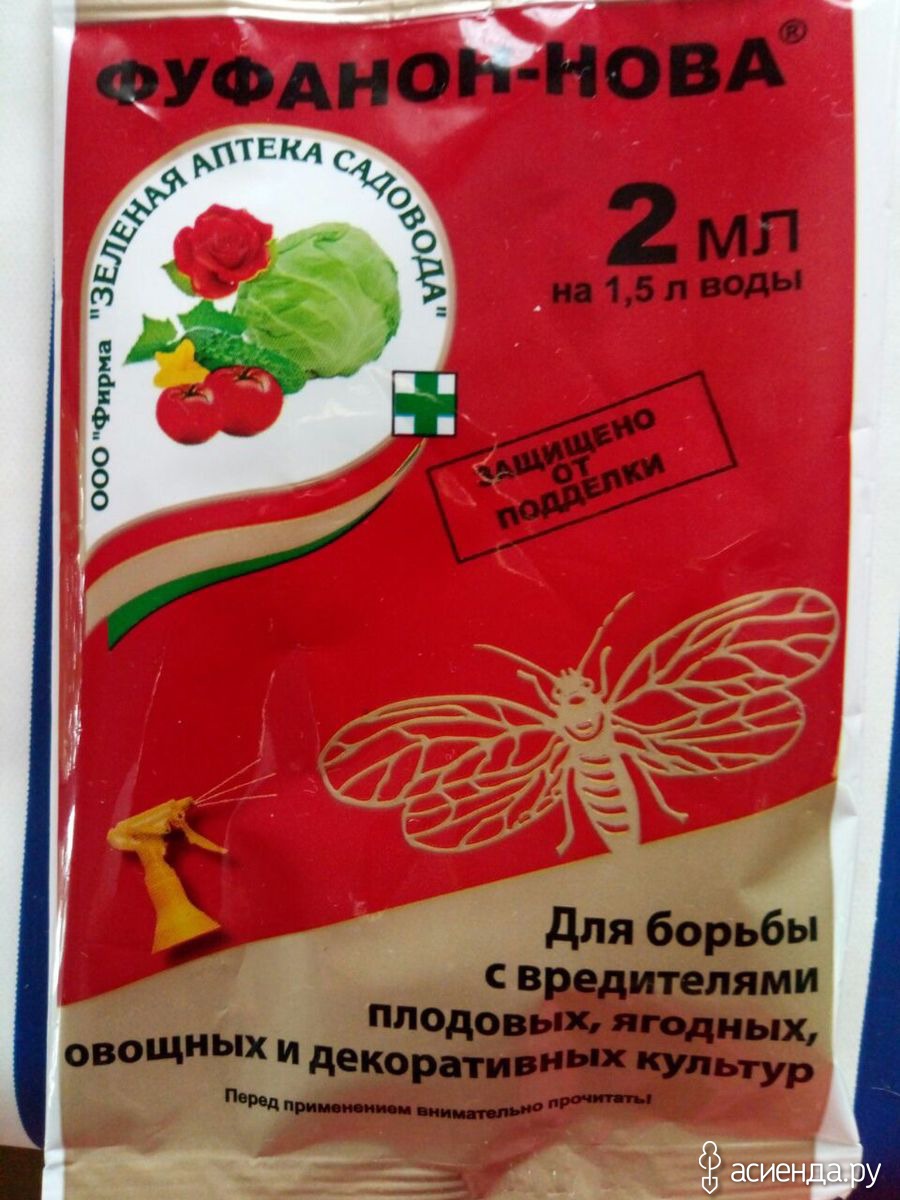 ФУФАНОН-НОВА®
ООО "Фирма "ЗЕЛЕНАЯ АПТЕКА САДОВОДА"
2 мл
на 1,5 л воды
ЗАЩИЩЕНО
ОТ
ПОДДЕЛКИ
Для борьбы
с вредителями
плодовых, ягодных,
овощных и декоративных культур
Перед применением внимательно прочитать!
асиенда.ру